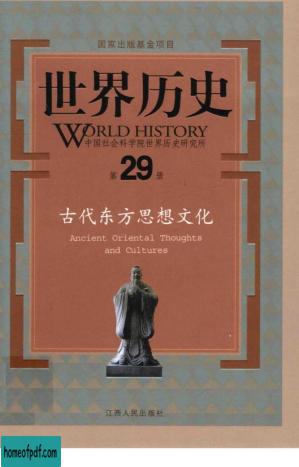 国家出版基金项目
世界历史
WORLD HISTORY
中国社会科学院世界历史研究所
第29册
古代东方思想文化
Ancient Oriental Thoughts
and Cultures
江西人民出版社
homeofpdf.com